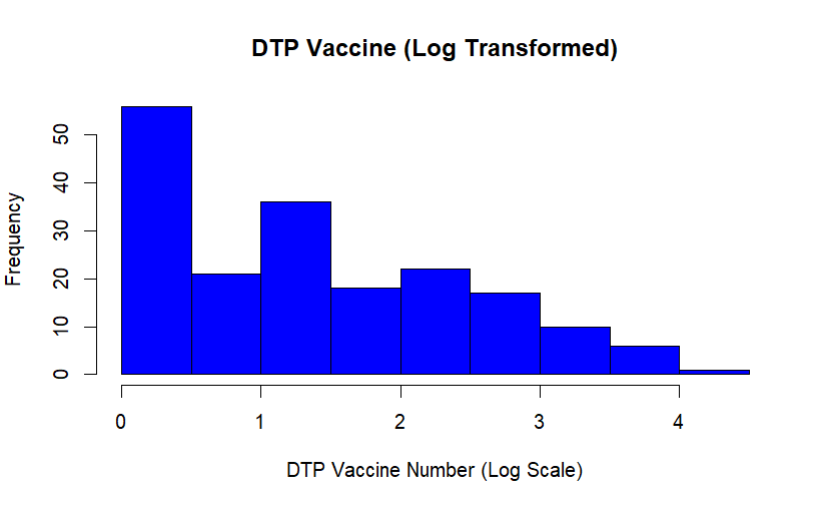 DTP Vaccine (Log Transformed)
Frequency
50
40
30
20
10
0
0 1 2 3 4
DTP Vaccine Number (Log Scale)